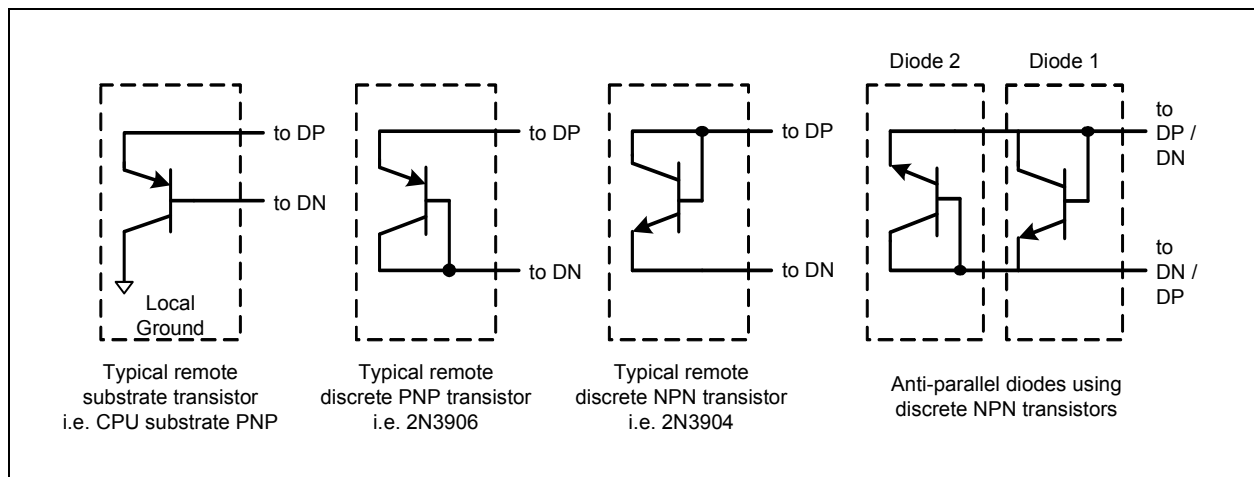 Diode 2
Diode 1
to DP
to DN
Local
Ground
to DP
to DN
to DP
to DN
to
DP /
DN
to
DN /
DP
Typical remote
substrate transistor
i.e. CPU substrate PNP
Typical remote
discrete PNP transistor
i.e. 2N3906
Typical remote
discrete NPN transistor
i.e. 2N3904
Anti-parallel diodes using
discrete NPN transistors